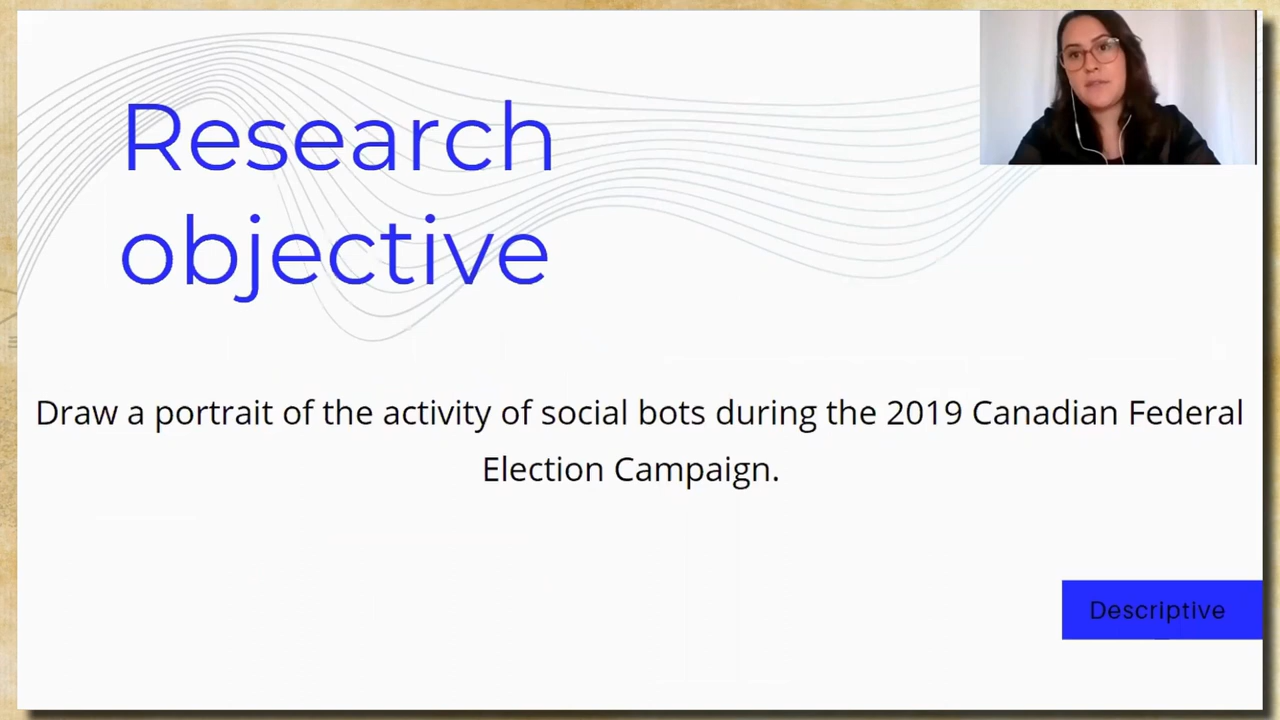 Research
objective
Draw a portrait of the activity of social bots during the 2019 Canadian Federal
Election Campaign.
Descriptive